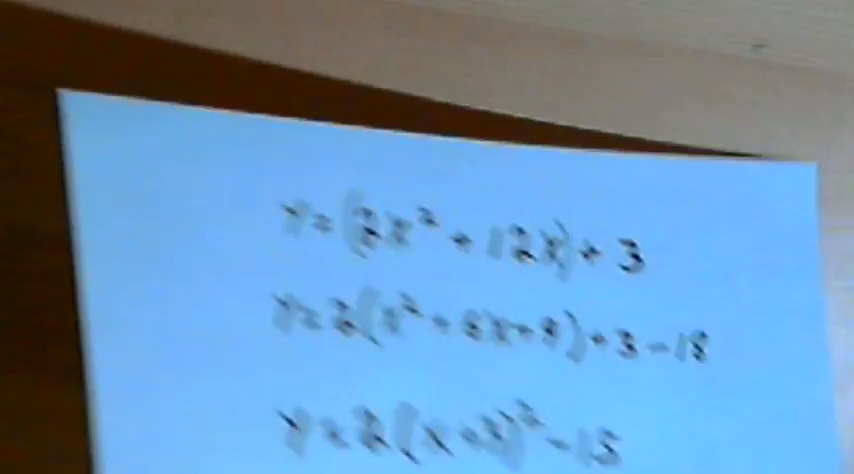 y = (2x² + 12x) + 3
y = 2(x² + 6x + 9) + 3 - 18
y = 2(x + 3)² - 15